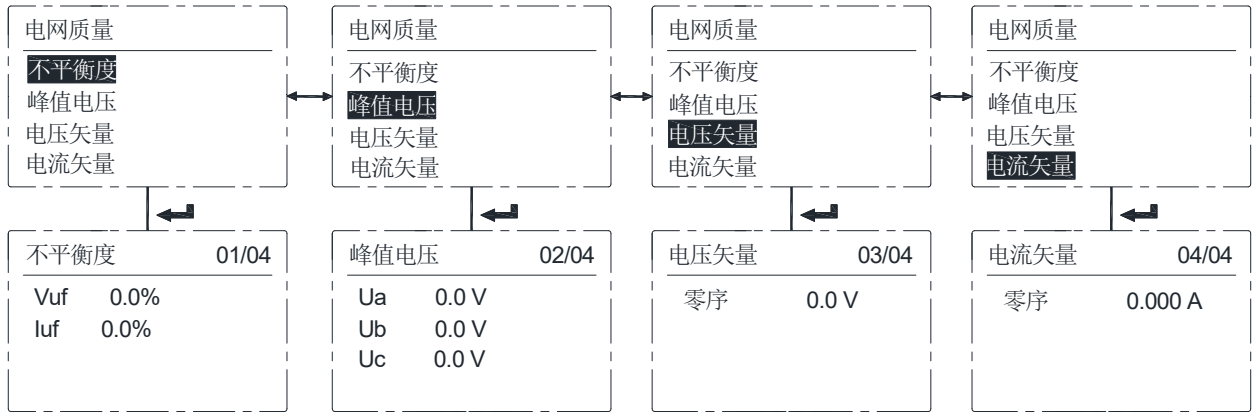 电网质量
不平衡度
峰值电压
电压矢量
电流矢量
电网质量
不平衡度
峰值电压
电压矢量
电流矢量
电网质量
不平衡度
峰值电压
电压矢量
电流矢量
电网质量
不平衡度
峰值电压
电压矢量
电流矢量
不平衡度 01/04
Vuf 0.0%
Iuf 0.0%
峰值电压 02/04
Ua 0.0 V
Ub 0.0 V
Uc 0.0 V
电压矢量 03/04
零序 0.0 V
电流矢量 04/04
零序 0.000 A